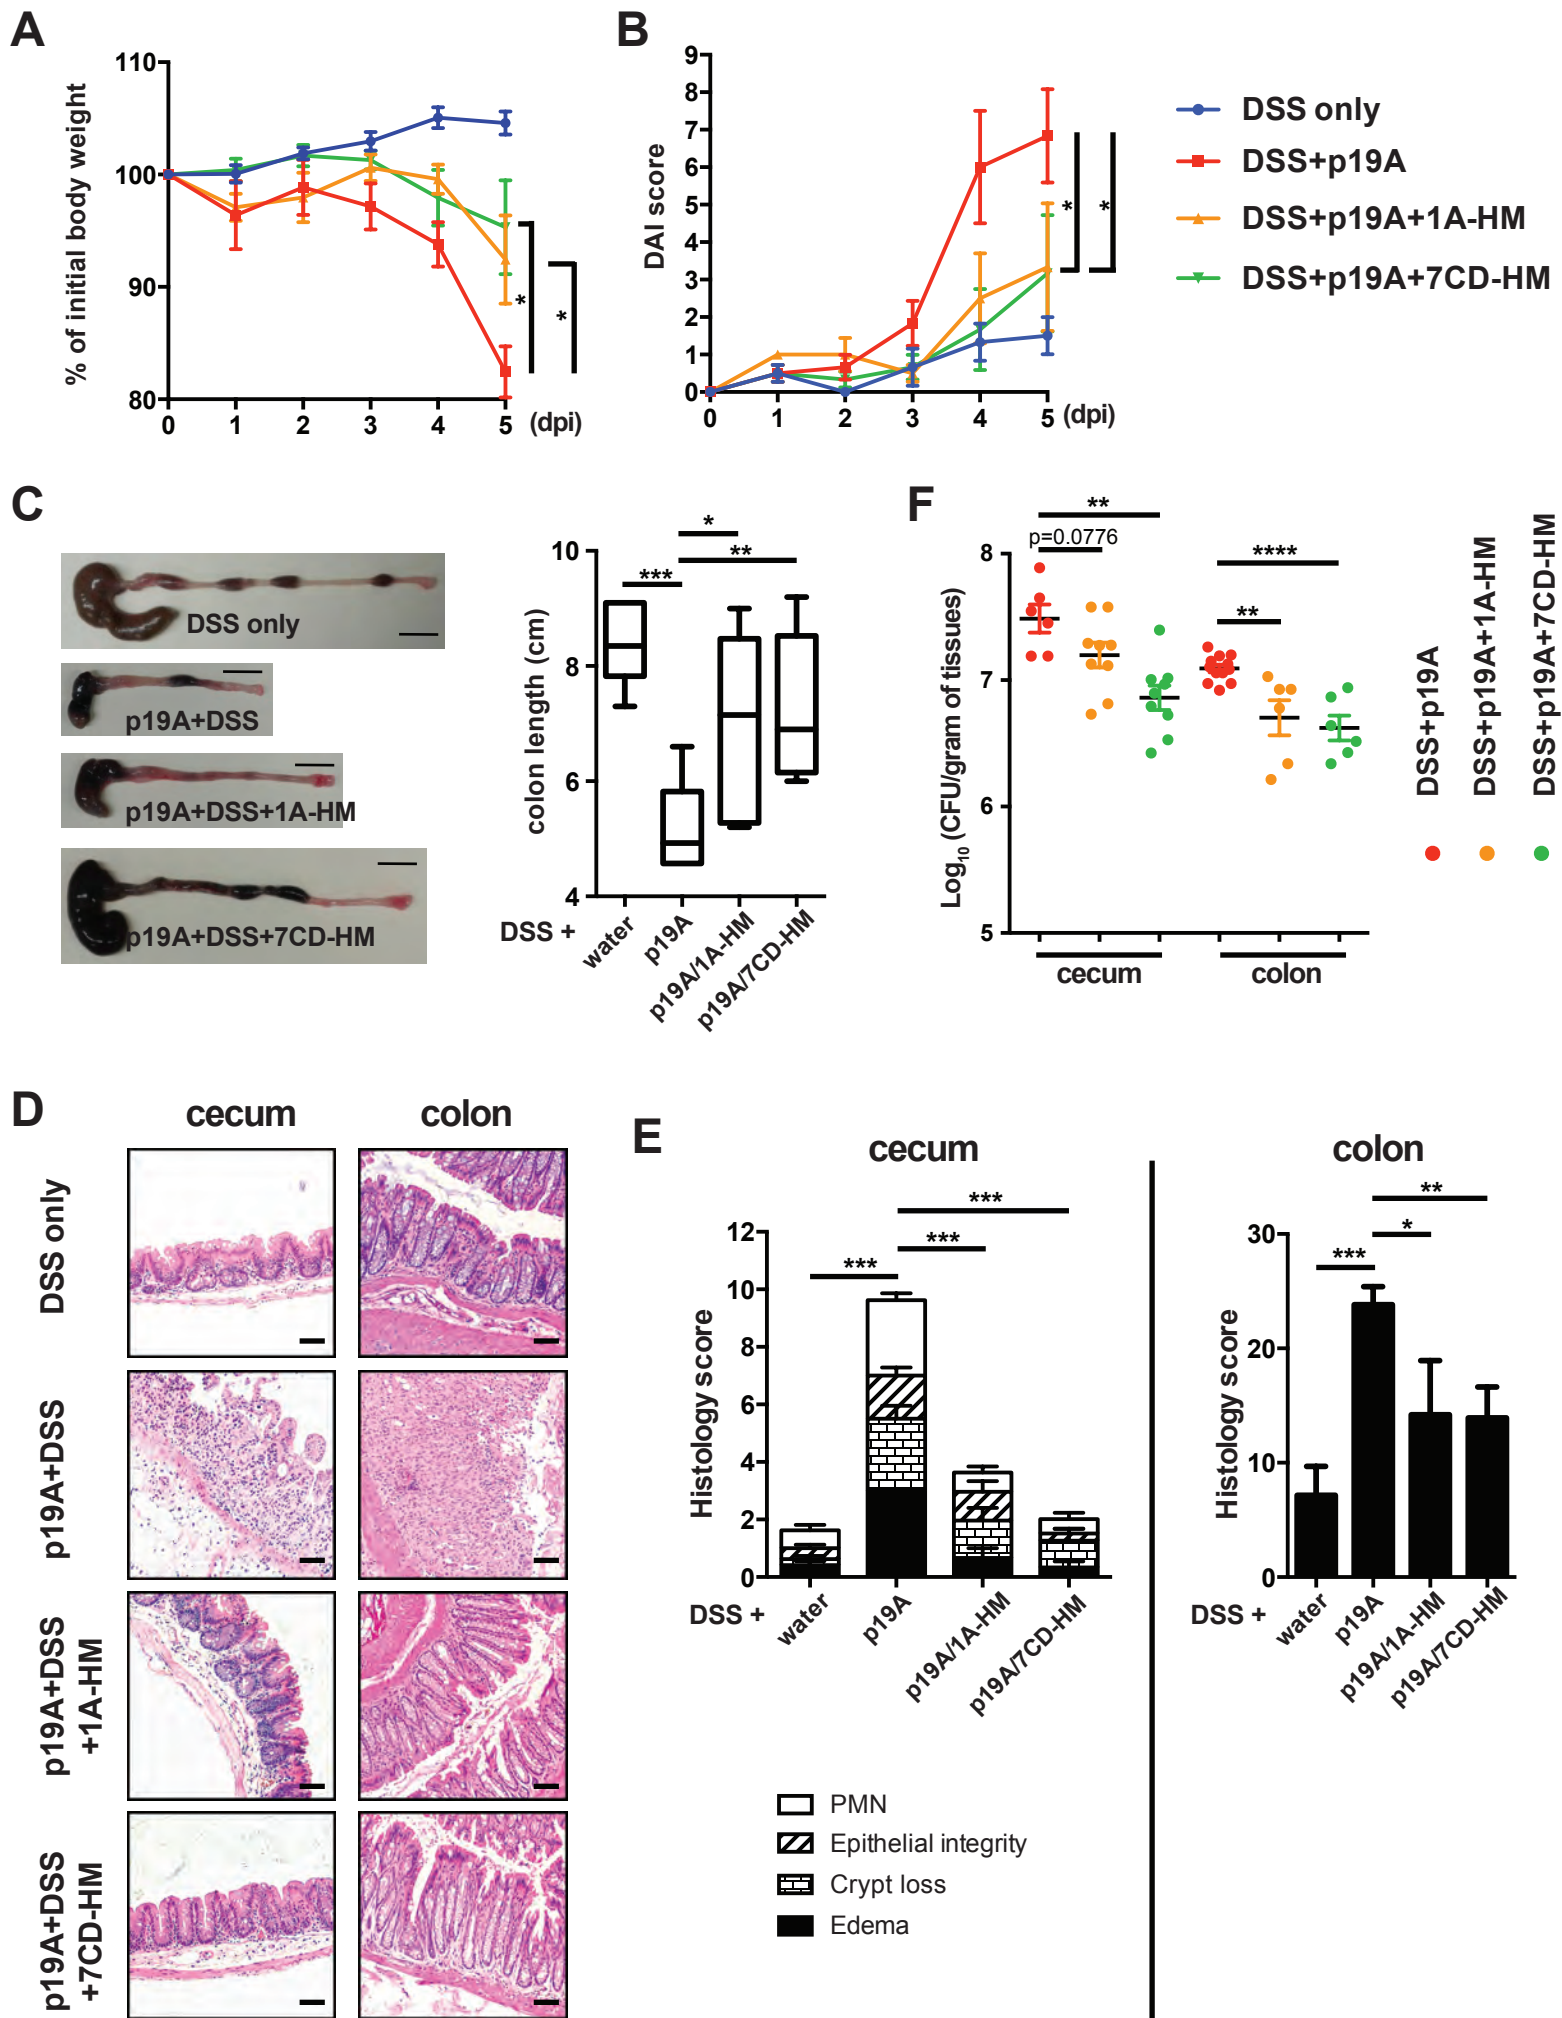 A
110
100
90
80
% of initial body weight
0 1 2 3 4 5 (dpi)
*
*
B
9
8
7
6
5
4
3
2
1
0
DAI score
0 1 2 3 4 5 (dpi)
* *
DSS only
DSS+p19A
DSS+p19A+1A-HM
DSS+p19A+7CD-HM
C
DSS only
p19A+DSS
p19A+DSS+1A-HM
p19A+DSS+7CD-HM
10
8
6
4
colon length (cm)
*
**
***
DSS +
water
p19A
p19A/1A-HM
p19A/7CD-HM
F
**
p=0.0776
****
**
8
7
6
5
Log10 (CFU/gram of tissues)
cecum colon
DSS+p19A
DSS+p19A+1A-HM
DSS+p19A+7CD-HM
D
cecum colon
DSS only
p19A+DSS
p19A+DSS
+1A-HM
p19A+DSS
+7CD-HM
E
cecum
***
***
***
12
10
8
6
4
2
0
Histology score
DSS +
water
p19A
p19A/1A-HM
p19A/7CD-HM
PMN
Epithelial integrity
Crypt loss
Edema
colon
**
*
***
30
20
10
0
Histology score
DSS +
water
p19A
p19A/1A-HM
p19A/7CD-HM